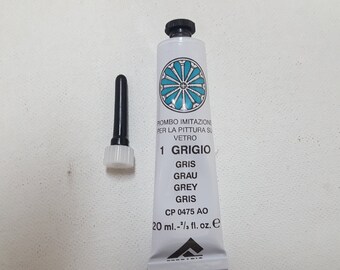 PIOMBO IMITAZIONE
PER LA PITTURA SU
VETRO
1 GRIGIO
GRIS
GRAU
GREY
GRIS
CP 0475 AO
20 ml.-²/₃ fl. oz. e